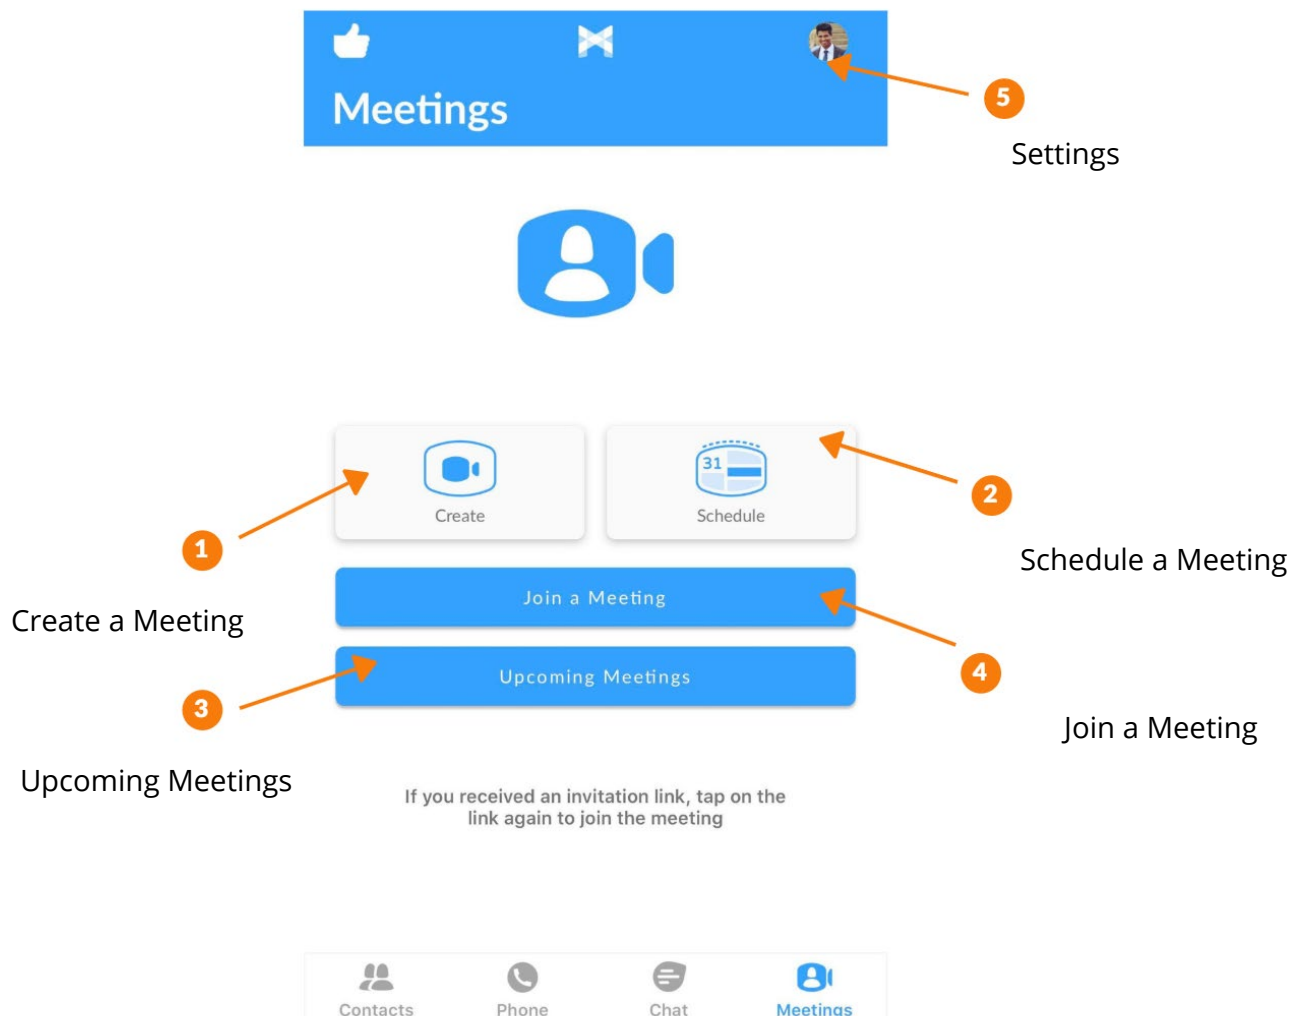 Meetings
5
Settings
31
Create
Schedule
2
1
Schedule a Meeting
Join a Meeting
Create a Meeting
Upcoming Meetings
4
3
Join a Meeting
Upcoming Meetings
If you received an invitation link, tap on the
link again to join the meeting
Contacts
Phone
Chat
Meetings